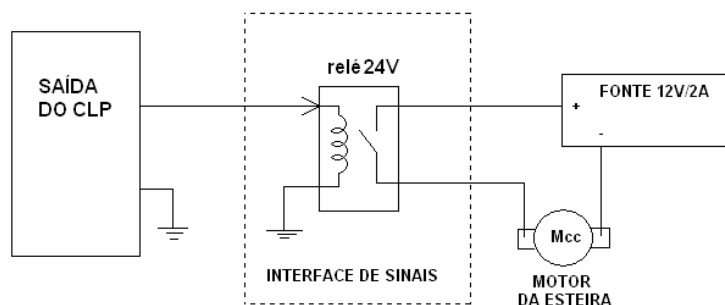 SAÍDA
DO CLP
relé 24V
INTERFACE DE SINAIS
FONTE 12V/2A
+
-
Mcc
MOTOR
DA ESTEIRA